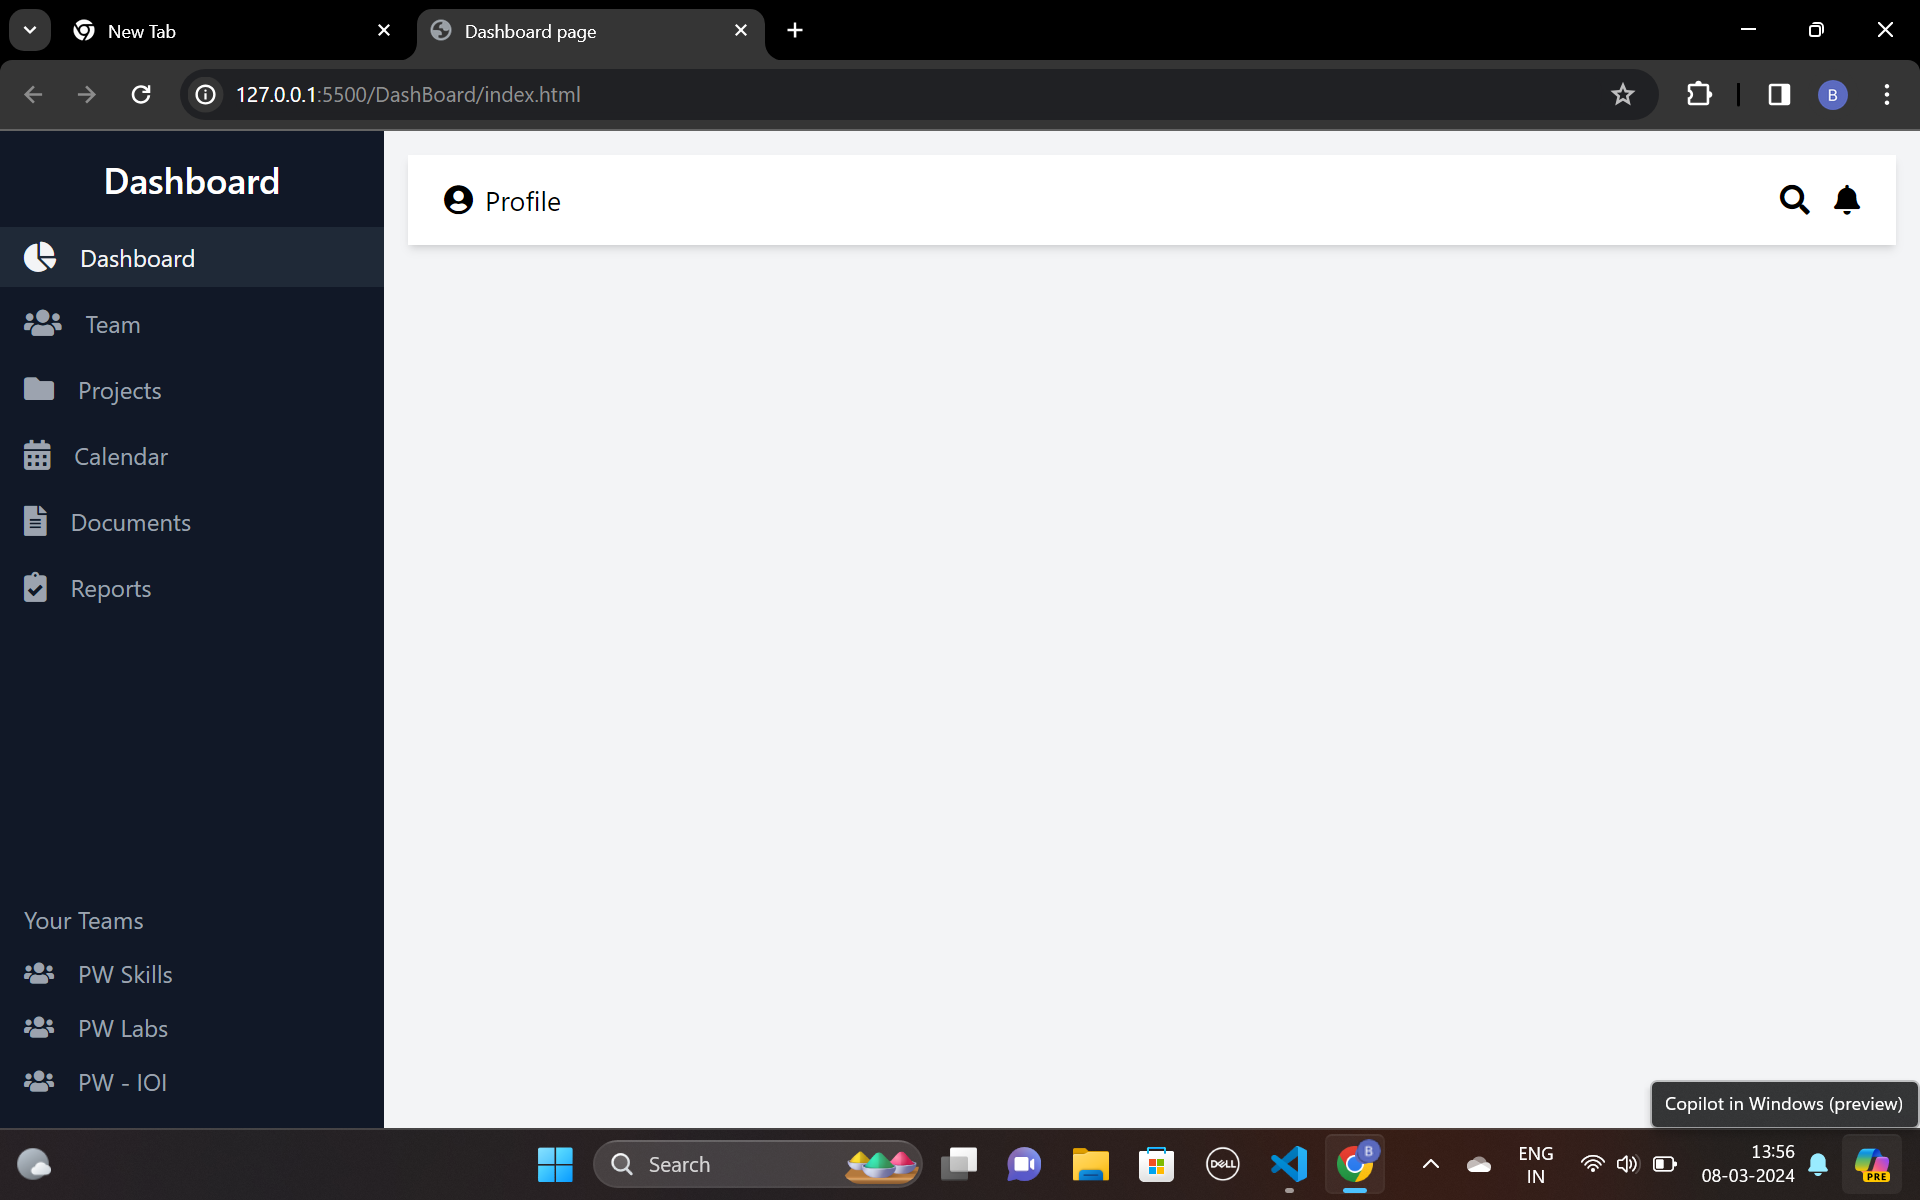 New Tab
Dashboard page
127.0.0.1:5500/DashBoard/index.html
B
Dashboard
Profile
Dashboard
Team
Projects
Calendar
Documents
Reports
Your Teams
PW Skills
PW Labs
PW - IOI
Copilot in Windows (preview)
Search
DELL
B
ENG
IN
13:56
08-03-2024
PRE